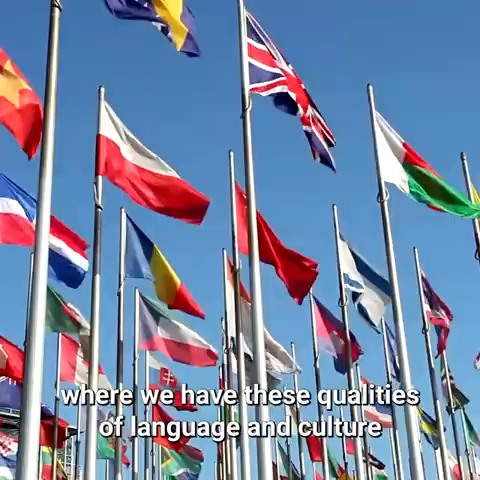 where we have these qualities
of language and culture